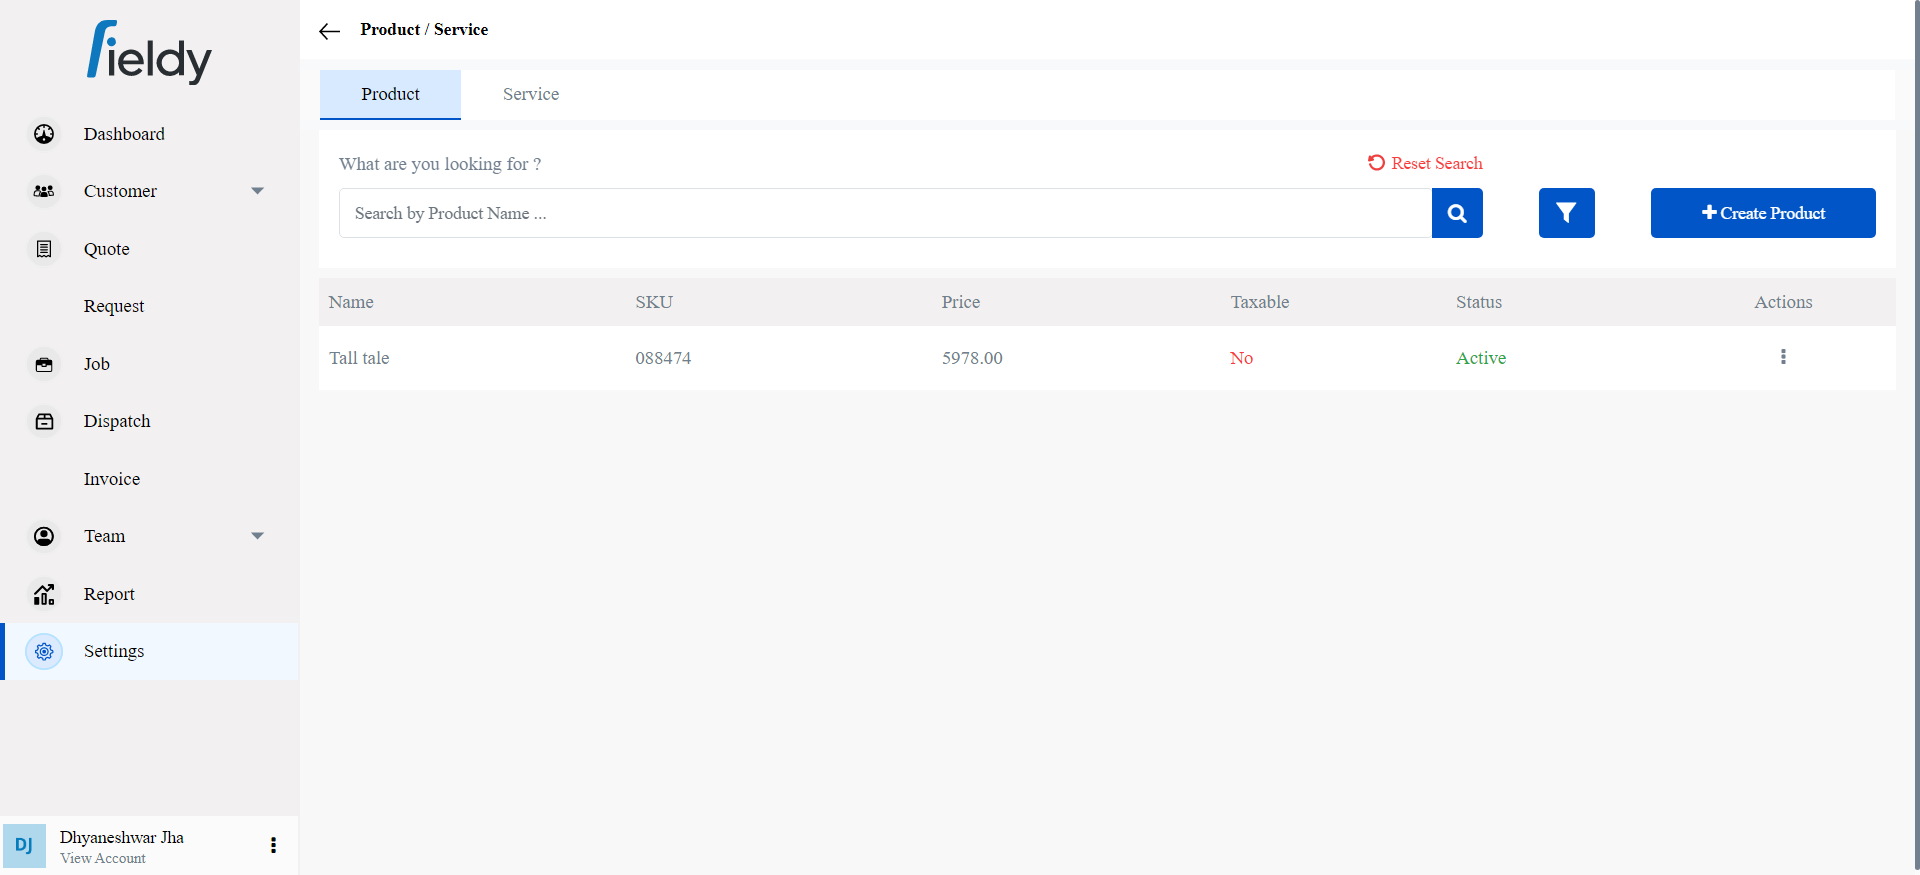 fieldy
Dashboard
Customer
Quote
Request
Job
Dispatch
Invoice
Team
Report
Settings
DJ
Dhyaneshwar Jha
View Account
Product / Service
Product
Service
What are you looking for ?
Reset Search
Search by Product Name ...
Create Product
Name SKU Price Taxable Status Actions
Tall tale 088474 5978.00 No Active